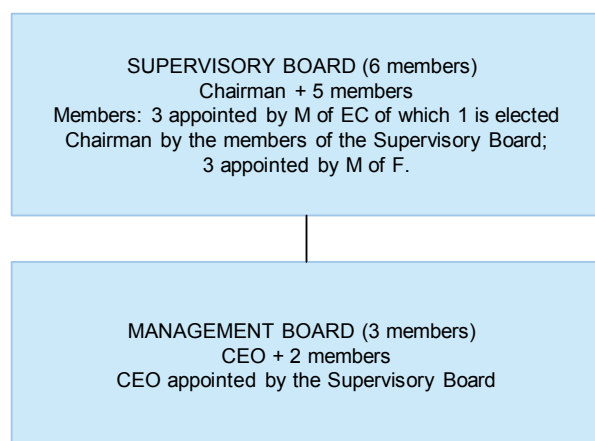 SUPERVISORY BOARD (6 members)
Chairman + 5 members
Members: 3 appointed by M of EC of which 1 is elected
Chairman by the members of the Supervisory Board;
3 appointed by M of F.
MANAGEMENT BOARD (3 members)
CEO + 2 members
CEO appointed by the Supervisory Board